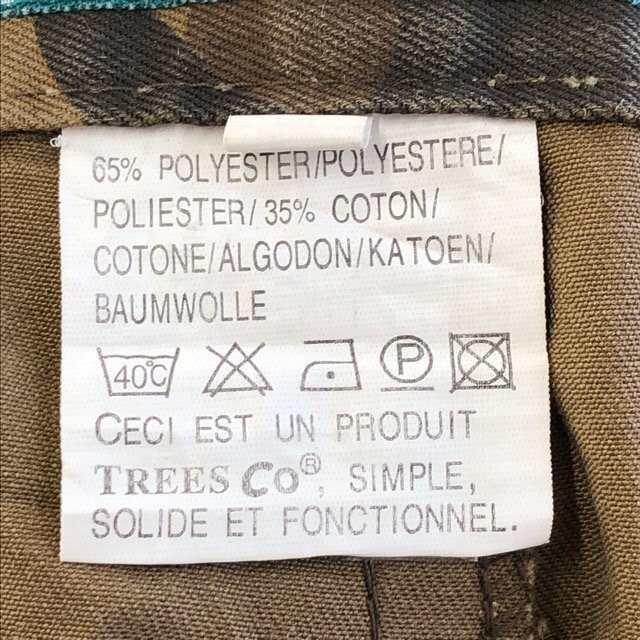 65% POLYESTER/POLYESTERE/
POLIESTER/35% COTON/
COTONE/ALGODON/KATOEN/
BAUMWOLLE
40°C P
CECI EST UN PRODUIT
TREES CO®, SIMPLE,
SOLIDE ET FONCTIONNEL.